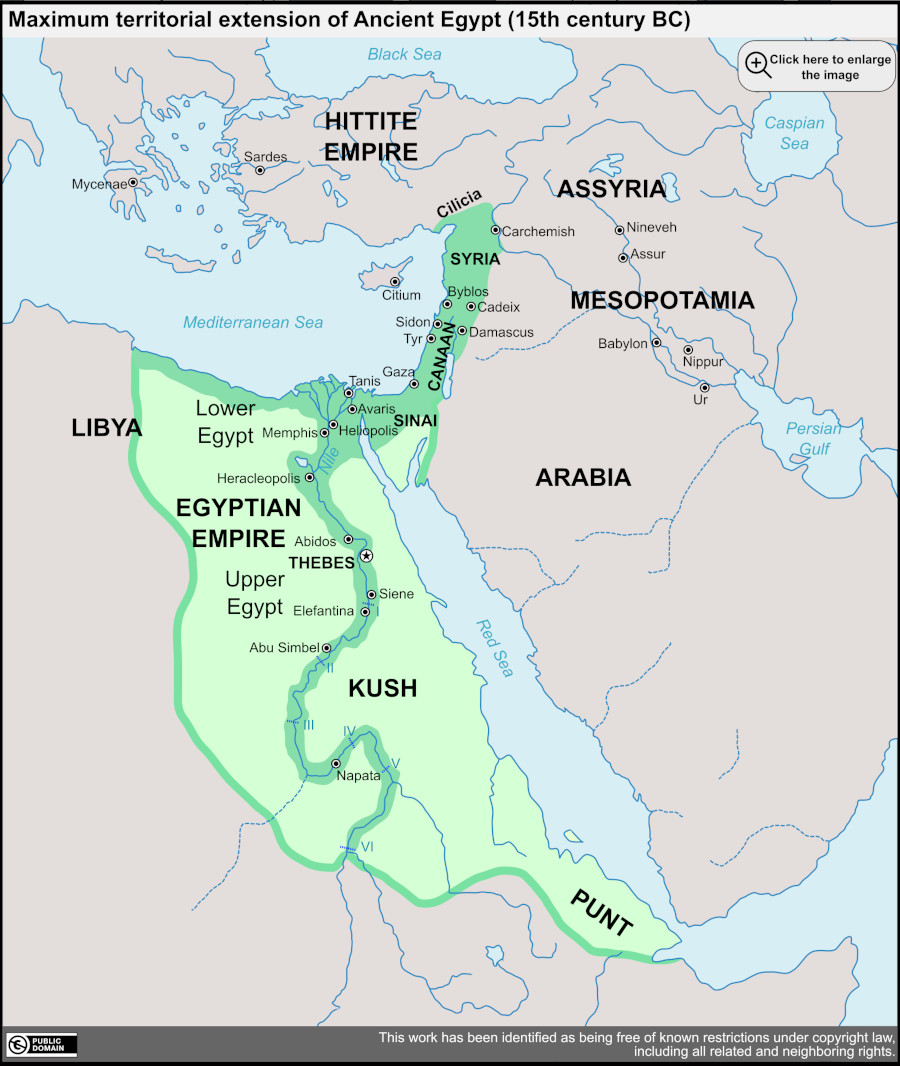 Maximum territorial extension of Ancient Egypt (15th century BC)
Black Sea
Click here to enlarge
the image
HITTITE
EMPIRE
Caspian
Sea
Sardes
Mycenae
ASSYRIA
Cilicia
Carchemish
Nineveh
SYRIA
Assur
Citium
Byblos
MESOPOTAMIA
Cadeix
Mediterranean Sea
Sidon
Damascus
Tyr
CANAAN
Babylon
Nippur
Gaza
Tanis
Ur
Lower
Egypt
Avaris
LIBYA
Memphis
Heliopolis
SINAI
Persian
Gulf
Nile
Heracleopolis
ARABIA
EGYPTIAN
EMPIRE
Abidos
THEBES
Upper
Egypt
Siene
Elefantina
I
Abu Simbel
II
Red Sea
KUSH
III
IV
Napata
V
VI
PUNT
PUBLIC
DOMAIN
This work has been identified as being free of known restrictions under copyright law,
including all related and neighboring rights.